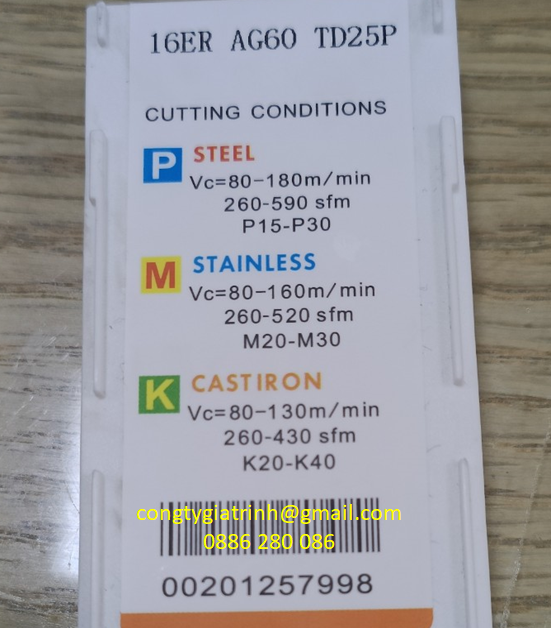 16ER AG60 TD25P
CUTTING CONDITIONS
P STEEL
Vc=80-180m/min
260-590 sfm
P15-P30
M STAINLESS
Vc=80-160m/min
260-520 sfm
M20-M30
K CASTIRON
Vc=80-130m/min
260-430 sfm
K20-K40
congtygiatrinh@gmail.com
0886 280 086
00201257998